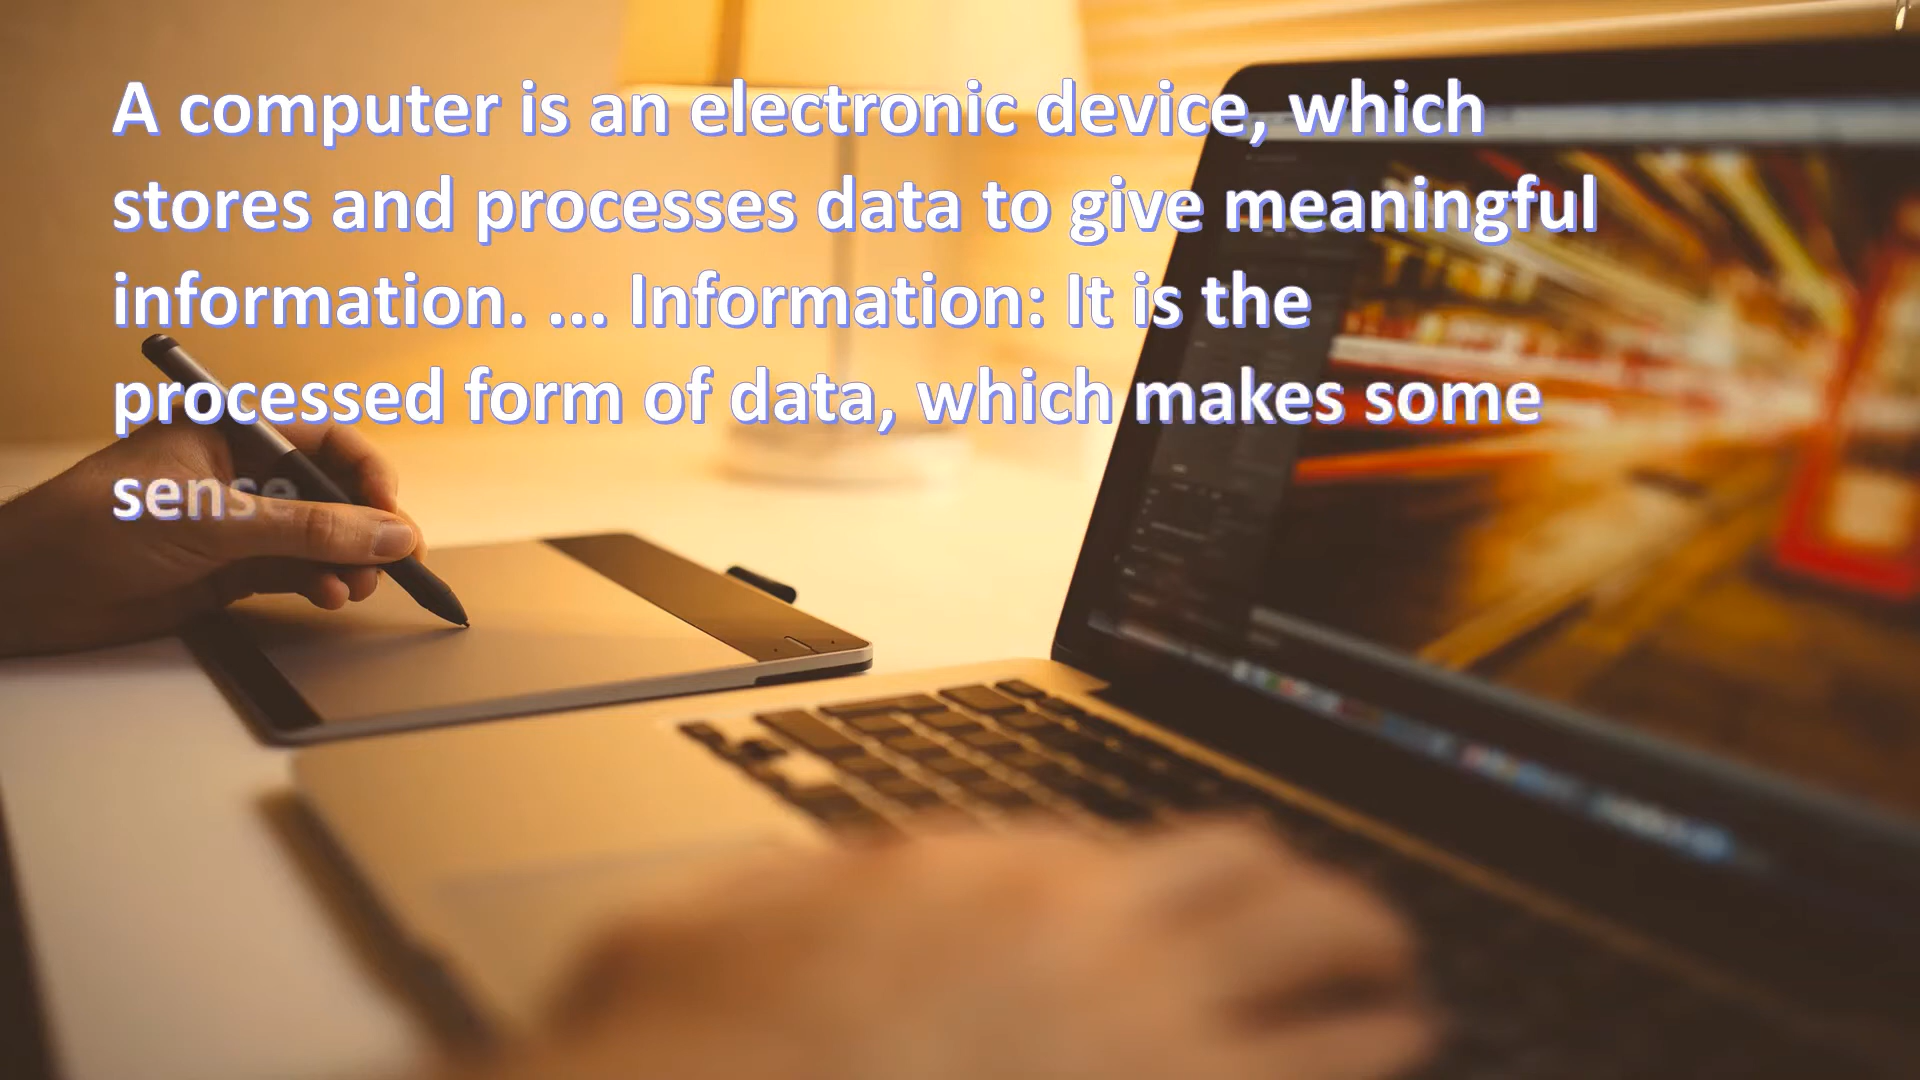 A computer is an electronic device, which
stores and processes data to give meaningful
information. ... Information: It is the
processed form of data, which makes some
sense